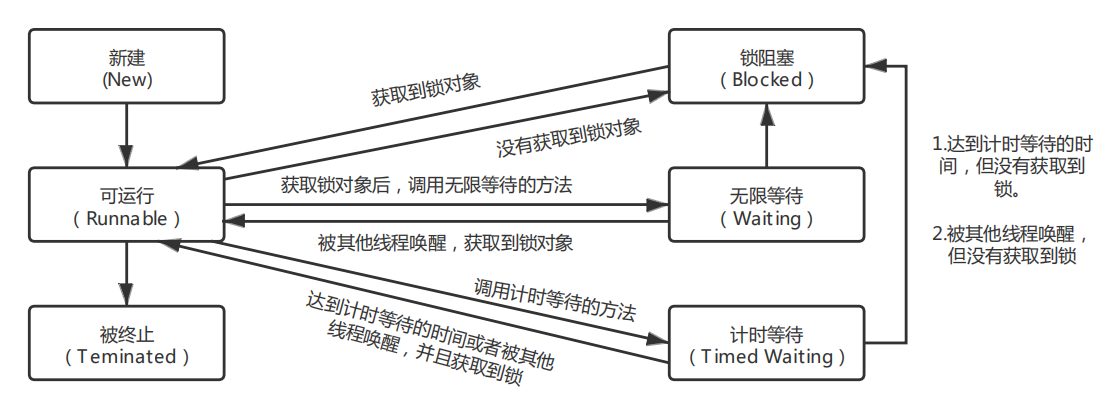 新建
(New)
锁阻塞
( Blocked )
获取到锁对象
没有获取到锁对象
1.达到计时等待的时
间，但没有获取到
锁。
获取锁对象后，调用无限等待的方法
可运行
( Runnable )
无限等待
( Waiting )
被其他线程唤醒，获取到锁对象
2.被其他线程唤醒，
但没有获取到锁
调用计时等待的方法
达到计时等待的时间或者被其他
线程唤醒，并且获取到锁
被终止
( Teminated )
计时等待
( Timed Waiting )